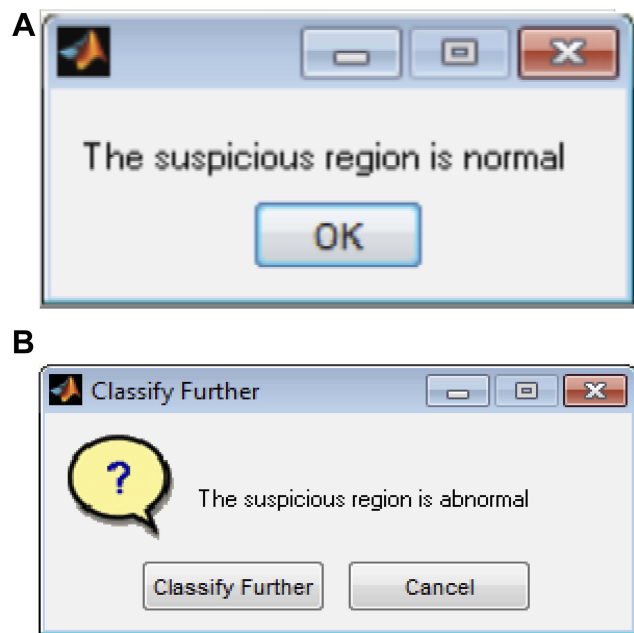 A
The suspicious region is normal
OK
B
Classify Further
?
The suspicious region is abnormal
Classify Further Cancel